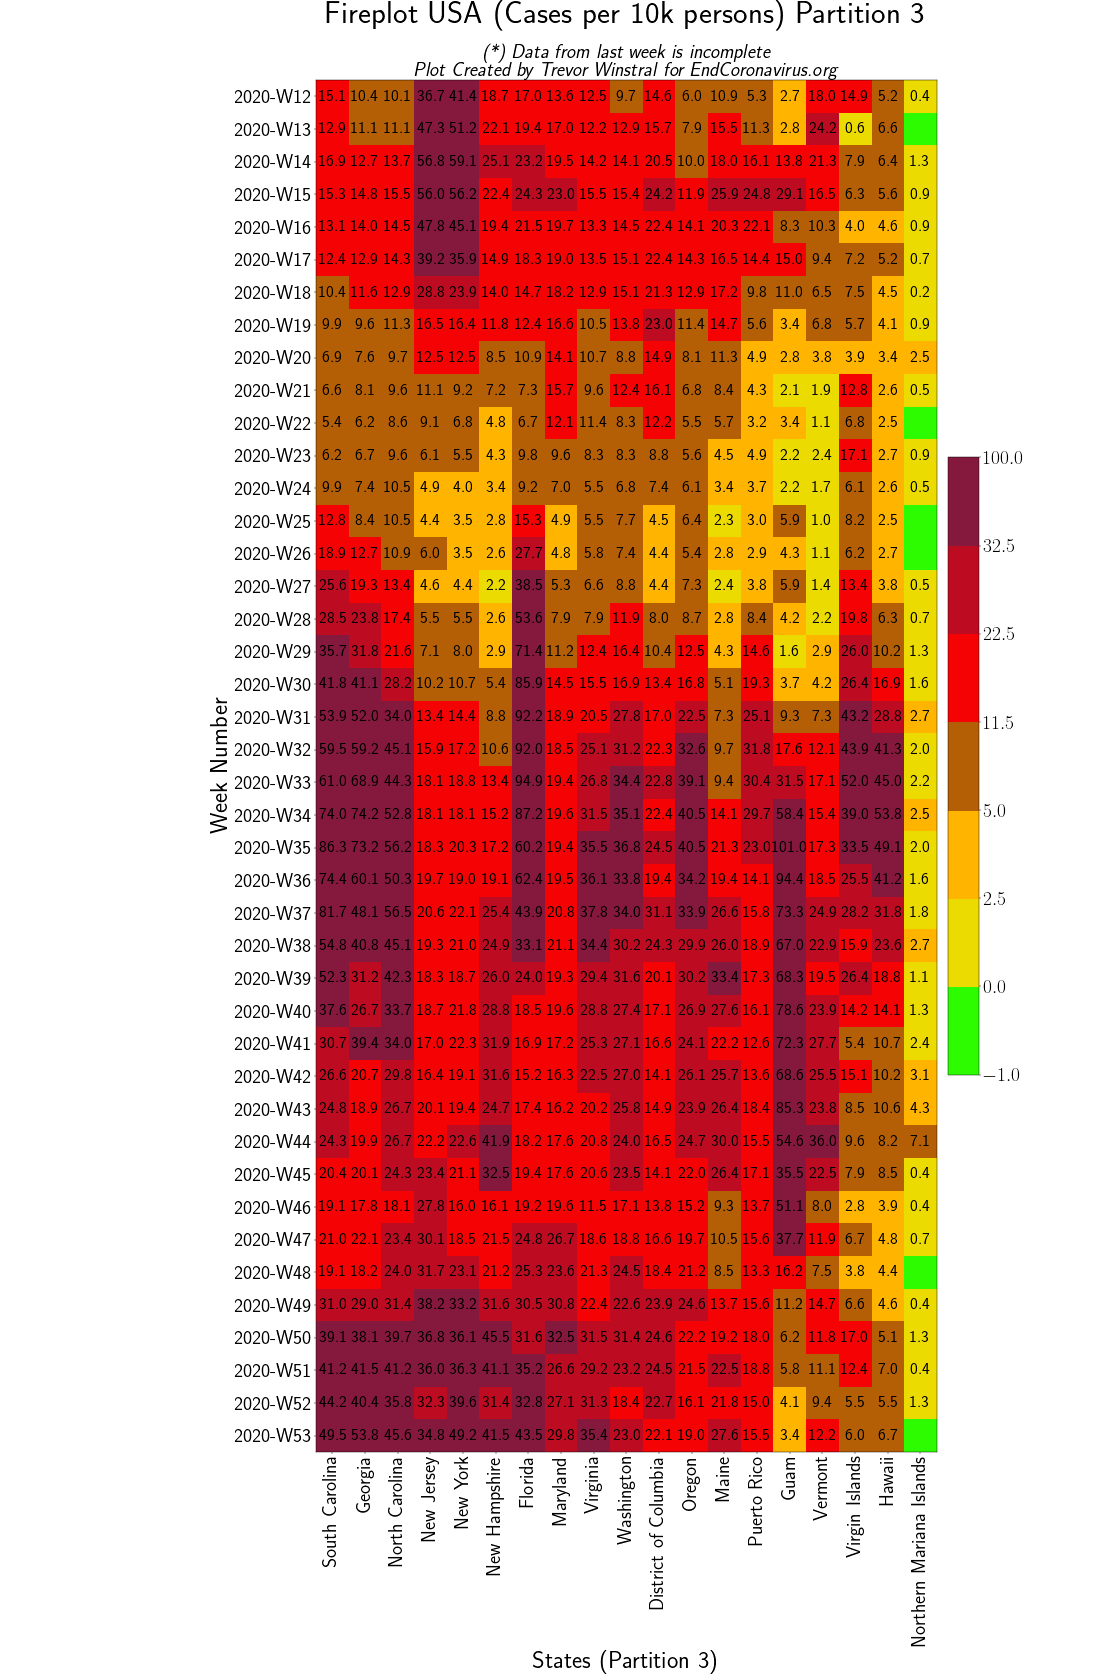 Fireplot USA (Cases per 10k persons) Partition 3
(*) Data from last week is incomplete
Plot Created by Trevor Winstral for EndCoronavirus.org
2020-W12 15.1 10.4 10.1 36.7 41.4 18.7 17.0 13.6 12.5 9.7 14.6 6.0 10.9 5.3 2.7 18.0 14.9 5.2 0.4
2020-W13 12.9 11.1 11.1 47.3 51.2 22.1 19.4 17.0 12.2 12.9 15.7 7.9 15.5 11.3 2.8 24.2 0.6 6.6
2020-W14 16.9 12.7 13.7 56.8 59.1 25.1 23.2 19.5 14.2 14.1 20.5 10.0 18.0 16.1 13.8 21.3 7.9 6.4 1.3
2020-W15 15.3 14.8 15.5 56.0 56.2 22.4 24.3 23.0 15.5 15.4 24.2 11.9 25.9 24.8 29.1 16.5 6.3 5.6 0.9
2020-W16 13.1 14.0 14.5 47.8 45.1 19.4 21.5 19.7 13.3 14.5 22.4 14.1 20.3 22.1 8.3 10.3 4.0 4.6 0.9
2020-W17 12.4 12.9 14.3 39.2 35.9 14.9 18.3 19.0 13.5 15.1 22.4 14.3 16.5 14.4 15.0 9.4 7.2 5.2 0.7
2020-W18 10.4 11.6 12.9 28.8 23.9 14.0 14.7 18.2 12.9 15.1 21.3 12.9 17.2 9.8 11.0 6.5 7.5 4.5 0.2
2020-W19 9.9 9.6 11.3 16.5 16.4 11.8 12.4 16.6 10.5 13.8 23.0 11.4 14.7 5.6 3.4 6.8 5.7 4.1 0.9
2020-W20 6.9 7.6 9.7 12.5 12.5 8.5 10.9 14.1 10.7 8.8 14.9 8.1 11.3 4.9 2.8 3.8 3.9 3.4 2.5
2020-W21 6.6 8.1 9.6 11.1 9.2 7.2 7.3 15.7 9.6 12.4 16.1 6.8 8.4 4.3 2.1 1.9 12.8 2.6 0.5
2020-W22 5.4 6.2 8.6 9.1 6.8 4.8 6.7 12.1 11.4 8.3 12.2 5.5 5.7 3.2 3.4 1.1 6.8 2.5
2020-W23 6.2 6.7 9.6 6.1 5.5 4.3 9.8 9.6 8.3 8.3 8.8 5.6 4.5 4.9 2.2 2.4 17.1 2.7 0.9
2020-W24 9.9 7.4 10.5 4.9 4.0 3.4 9.2 7.0 5.5 6.8 7.4 6.1 3.4 3.7 2.2 1.7 6.1 2.6 0.5
2020-W25 12.8 8.4 10.5 4.4 3.5 2.8 15.3 4.9 5.5 7.7 4.5 6.4 2.3 3.0 5.9 1.0 8.2 2.5
2020-W26 18.9 12.7 10.9 6.0 3.5 2.6 27.7 4.8 5.8 7.4 4.4 5.4 2.8 2.9 4.3 1.1 6.2 2.7
2020-W27 25.6 19.3 13.4 4.6 4.4 2.2 38.5 5.3 6.6 8.8 4.4 7.3 2.4 3.8 5.9 1.4 13.4 3.8 0.5
2020-W28 28.5 23.8 17.4 5.5 5.5 2.6 53.6 7.9 7.9 11.9 8.0 8.7 2.8 8.4 4.2 2.2 19.8 6.3 0.7
2020-W29 35.7 31.8 21.6 7.1 8.0 2.9 71.4 11.2 12.4 16.4 10.4 12.5 4.3 14.6 1.6 2.9 26.0 10.2 1.3
2020-W30 41.8 41.1 28.2 10.2 10.7 5.4 85.9 14.5 15.5 16.9 13.4 16.8 5.1 19.3 3.7 4.2 26.4 16.9 1.6
2020-W31 53.9 52.0 34.0 13.4 14.4 8.8 92.2 18.9 20.5 27.8 17.0 22.5 7.3 25.1 9.3 7.3 43.2 28.8 2.7
2020-W32 59.5 59.2 45.1 15.9 17.2 10.6 92.0 18.5 25.1 31.2 22.3 32.6 9.7 31.8 17.6 12.1 43.9 41.3 2.0
2020-W33 61.0 68.9 44.3 18.1 18.8 13.4 94.9 19.4 26.8 34.4 22.8 39.1 9.4 30.4 31.5 17.1 52.0 45.0 2.2
2020-W34 74.0 74.2 52.8 18.1 18.1 15.2 87.2 19.6 31.5 35.1 22.4 40.5 14.1 29.7 58.4 15.4 39.0 53.8 2.5
2020-W35 86.3 73.2 56.2 18.3 20.3 17.2 60.2 19.4 35.5 36.8 24.5 40.5 21.3 23.0 101.0 17.3 33.5 49.1 2.0
2020-W36 74.4 60.1 50.3 19.7 19.0 19.1 62.4 19.5 36.1 33.8 19.4 34.2 19.4 14.1 94.4 18.5 25.5 41.2 1.6
2020-W37 81.7 48.1 56.5 20.6 22.1 25.4 43.9 20.8 37.8 34.0 31.1 33.9 26.6 15.8 73.3 24.9 28.2 31.8 1.8
2020-W38 54.8 40.8 45.1 19.3 21.0 24.9 33.1 21.1 34.4 30.2 24.3 29.9 26.0 18.9 67.0 22.9 15.9 23.6 2.7
2020-W39 52.3 31.2 42.3 18.3 18.7 26.0 24.0 19.3 29.4 31.6 20.1 30.2 33.4 17.3 68.3 19.5 26.4 18.8 1.1
2020-W40 37.6 26.7 33.7 18.7 21.8 28.8 18.5 19.6 28.8 27.4 17.1 26.9 27.6 16.1 78.6 23.9 14.2 14.1 1.3
2020-W41 30.7 39.4 34.0 17.0 22.3 31.9 16.9 17.2 25.3 27.1 16.6 24.1 22.2 12.6 72.3 27.7 5.4 10.7 2.4
2020-W42 26.6 20.7 29.8 16.4 19.1 31.6 15.2 16.3 22.5 27.0 14.1 26.1 25.7 13.6 68.6 25.5 15.1 10.2 3.1
2020-W43 24.8 18.9 26.7 20.1 19.4 24.7 17.4 16.2 20.2 25.8 14.9 23.9 26.4 18.4 85.3 23.8 8.5 10.6 4.3
2020-W44 24.3 19.9 26.7 22.2 22.6 41.9 18.2 17.6 20.8 24.0 16.5 24.7 30.0 15.5 54.6 36.0 9.6 8.2 7.1
2020-W45 20.4 20.1 24.3 23.4 21.1 32.5 19.4 17.6 20.6 23.5 14.1 22.0 26.4 17.1 35.5 22.5 7.9 8.5 0.4
2020-W46 19.1 17.8 18.1 27.8 16.0 16.1 19.2 19.6 11.5 17.1 13.8 15.2 9.3 13.7 51.1 8.0 2.8 3.9 0.4
2020-W47 21.0 22.1 23.4 30.1 18.5 21.5 24.8 26.7 18.6 18.8 16.6 19.7 10.5 15.6 37.7 11.9 6.7 4.8 0.7
2020-W48 19.1 18.2 24.0 31.7 23.1 21.2 25.3 23.6 21.3 24.5 18.4 21.2 8.5 13.3 16.2 7.5 3.8 4.4
2020-W49 31.0 29.0 31.4 38.2 33.2 31.6 30.5 30.8 22.4 22.6 23.9 24.6 13.7 15.6 11.2 14.7 6.6 4.6 0.4
2020-W50 39.1 38.1 39.7 36.8 36.1 45.5 31.6 32.5 31.5 31.4 24.6 22.2 19.2 18.0 6.2 11.8 17.0 5.1 1.3
2020-W51 41.2 41.5 41.2 36.0 36.3 41.1 35.2 26.6 29.2 23.2 24.5 21.5 22.5 18.8 5.8 11.1 12.4 7.0 0.4
2020-W52 44.2 40.4 35.8 32.3 39.6 31.4 32.8 27.1 31.3 18.4 22.7 16.1 21.8 15.0 4.1 9.4 5.5 5.5 1.3
2020-W53 49.5 53.8 45.6 34.8 49.2 41.5 43.5 29.8 35.4 23.0 22.1 19.0 27.6 15.5 3.4 12.2 6.0 6.7
Week Number
South Carolina
Georgia
North Carolina
New Jersey
New York
New Hampshire
Florida
Maryland
Virginia
Washington
District of Columbia
Oregon
Maine
Puerto Rico
Guam
Vermont
Virgin Islands
Hawaii
Northern Mariana Islands
States (Partition 3)
100.0
32.5
22.5
11.5
5.0
2.5
0.0
−1.0